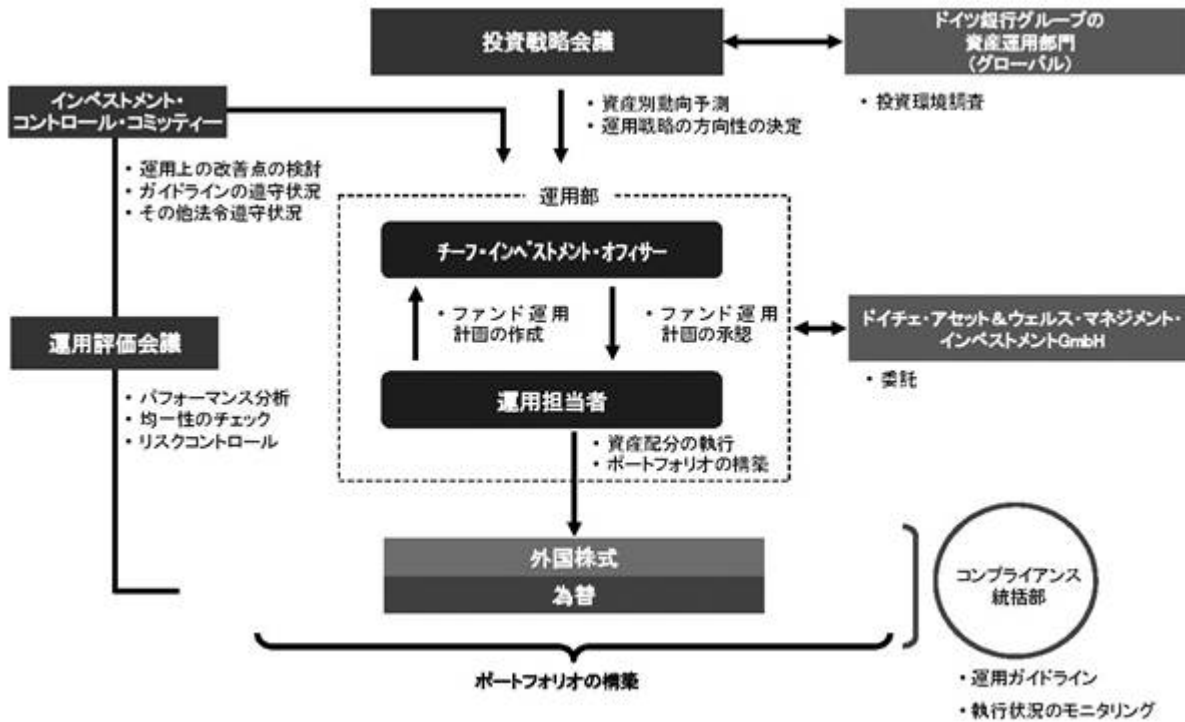 投資戦略会議
ドイツ銀行グループの
資産運用部門
(グローバル)
・投資環境調査
・資産別動向予測
・運用戦略の方向性の決定
インベストメント・
コントロール・コミッティー
・運用上の改善点の検討
・ガイドラインの遵守状況
・その他法令遵守状況
運用部
チーフ・インベストメント・オフィサー
・ファンド運用
計画の作成
・ファンド運用
計画の承認
運用担当者
ドイチェ・アセット&ウェルス・マネジメント・
インベストメントGmbH
・委託
運用評価会議
・パフォーマンス分析
・均一性のチェック
・リスクコントロール
・資産配分の執行
・ポートフォリオの構築
外国株式
為替
コンプライアンス
統括部
・運用ガイドライン
・執行状況のモニタリング
ポートフォリオの構築